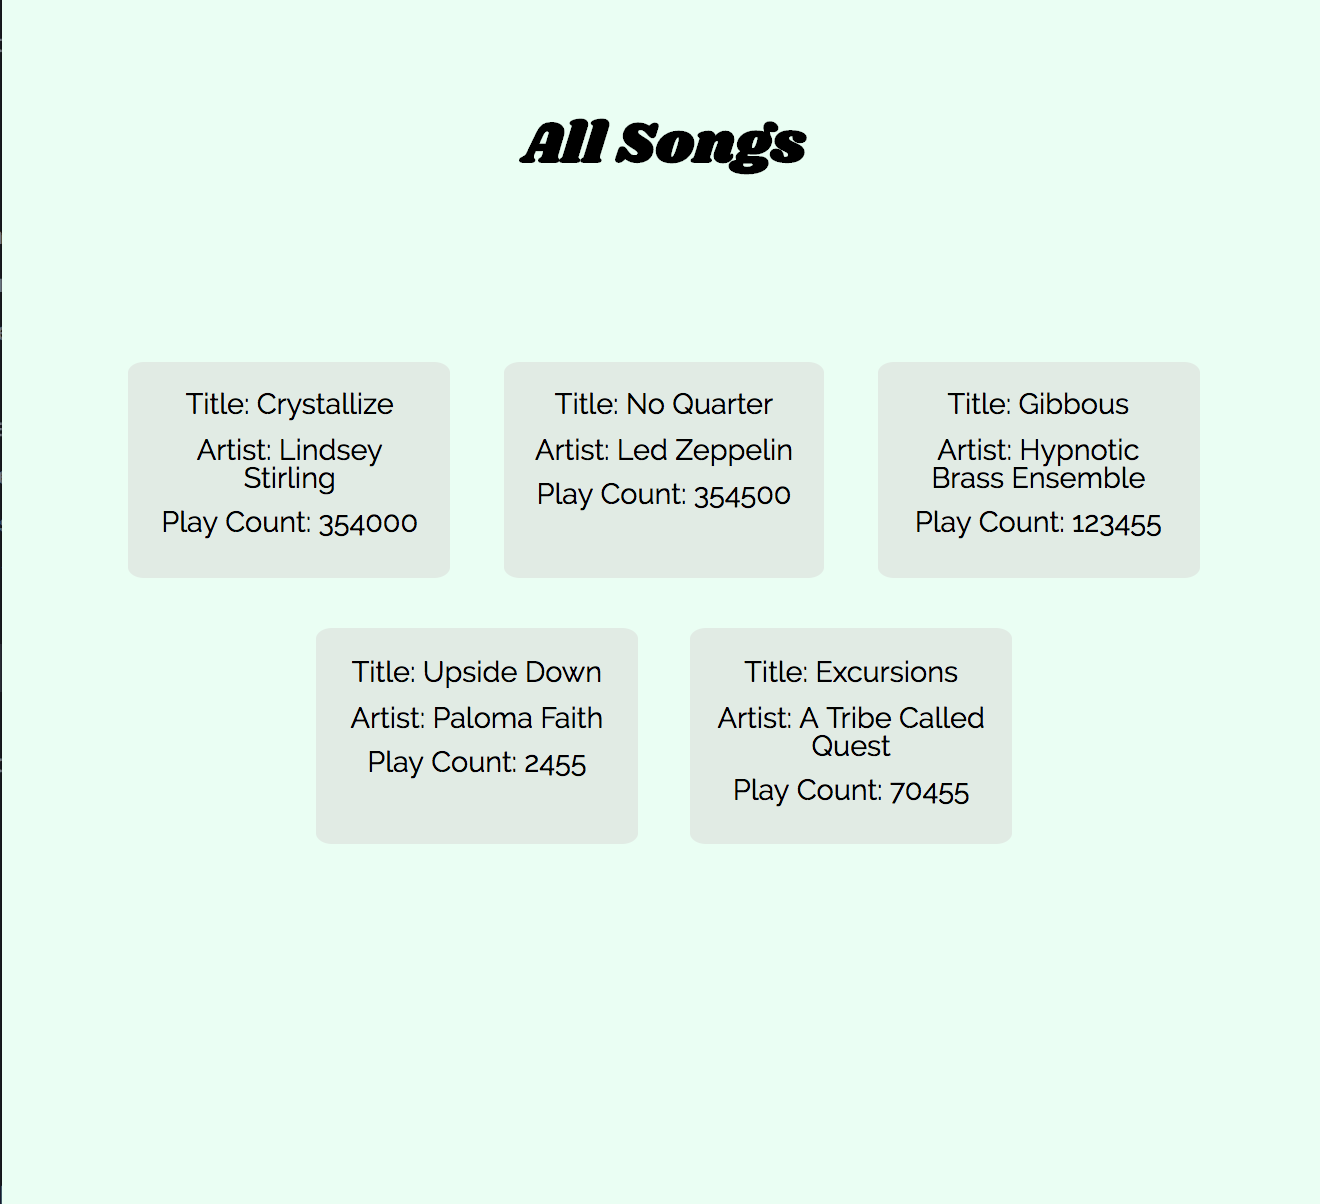 All Songs
Title: Crystallize
Artist: Lindsey
Stirling
Play Count: 354000
Title: No Quarter
Artist: Led Zeppelin
Play Count: 354500
Title: Gibbous
Artist: Hypnotic
Brass Ensemble
Play Count: 123455
Title: Upside Down
Artist: Paloma Faith
Play Count: 2455
Title: Excursions
Artist: A Tribe Called
Quest
Play Count: 70455